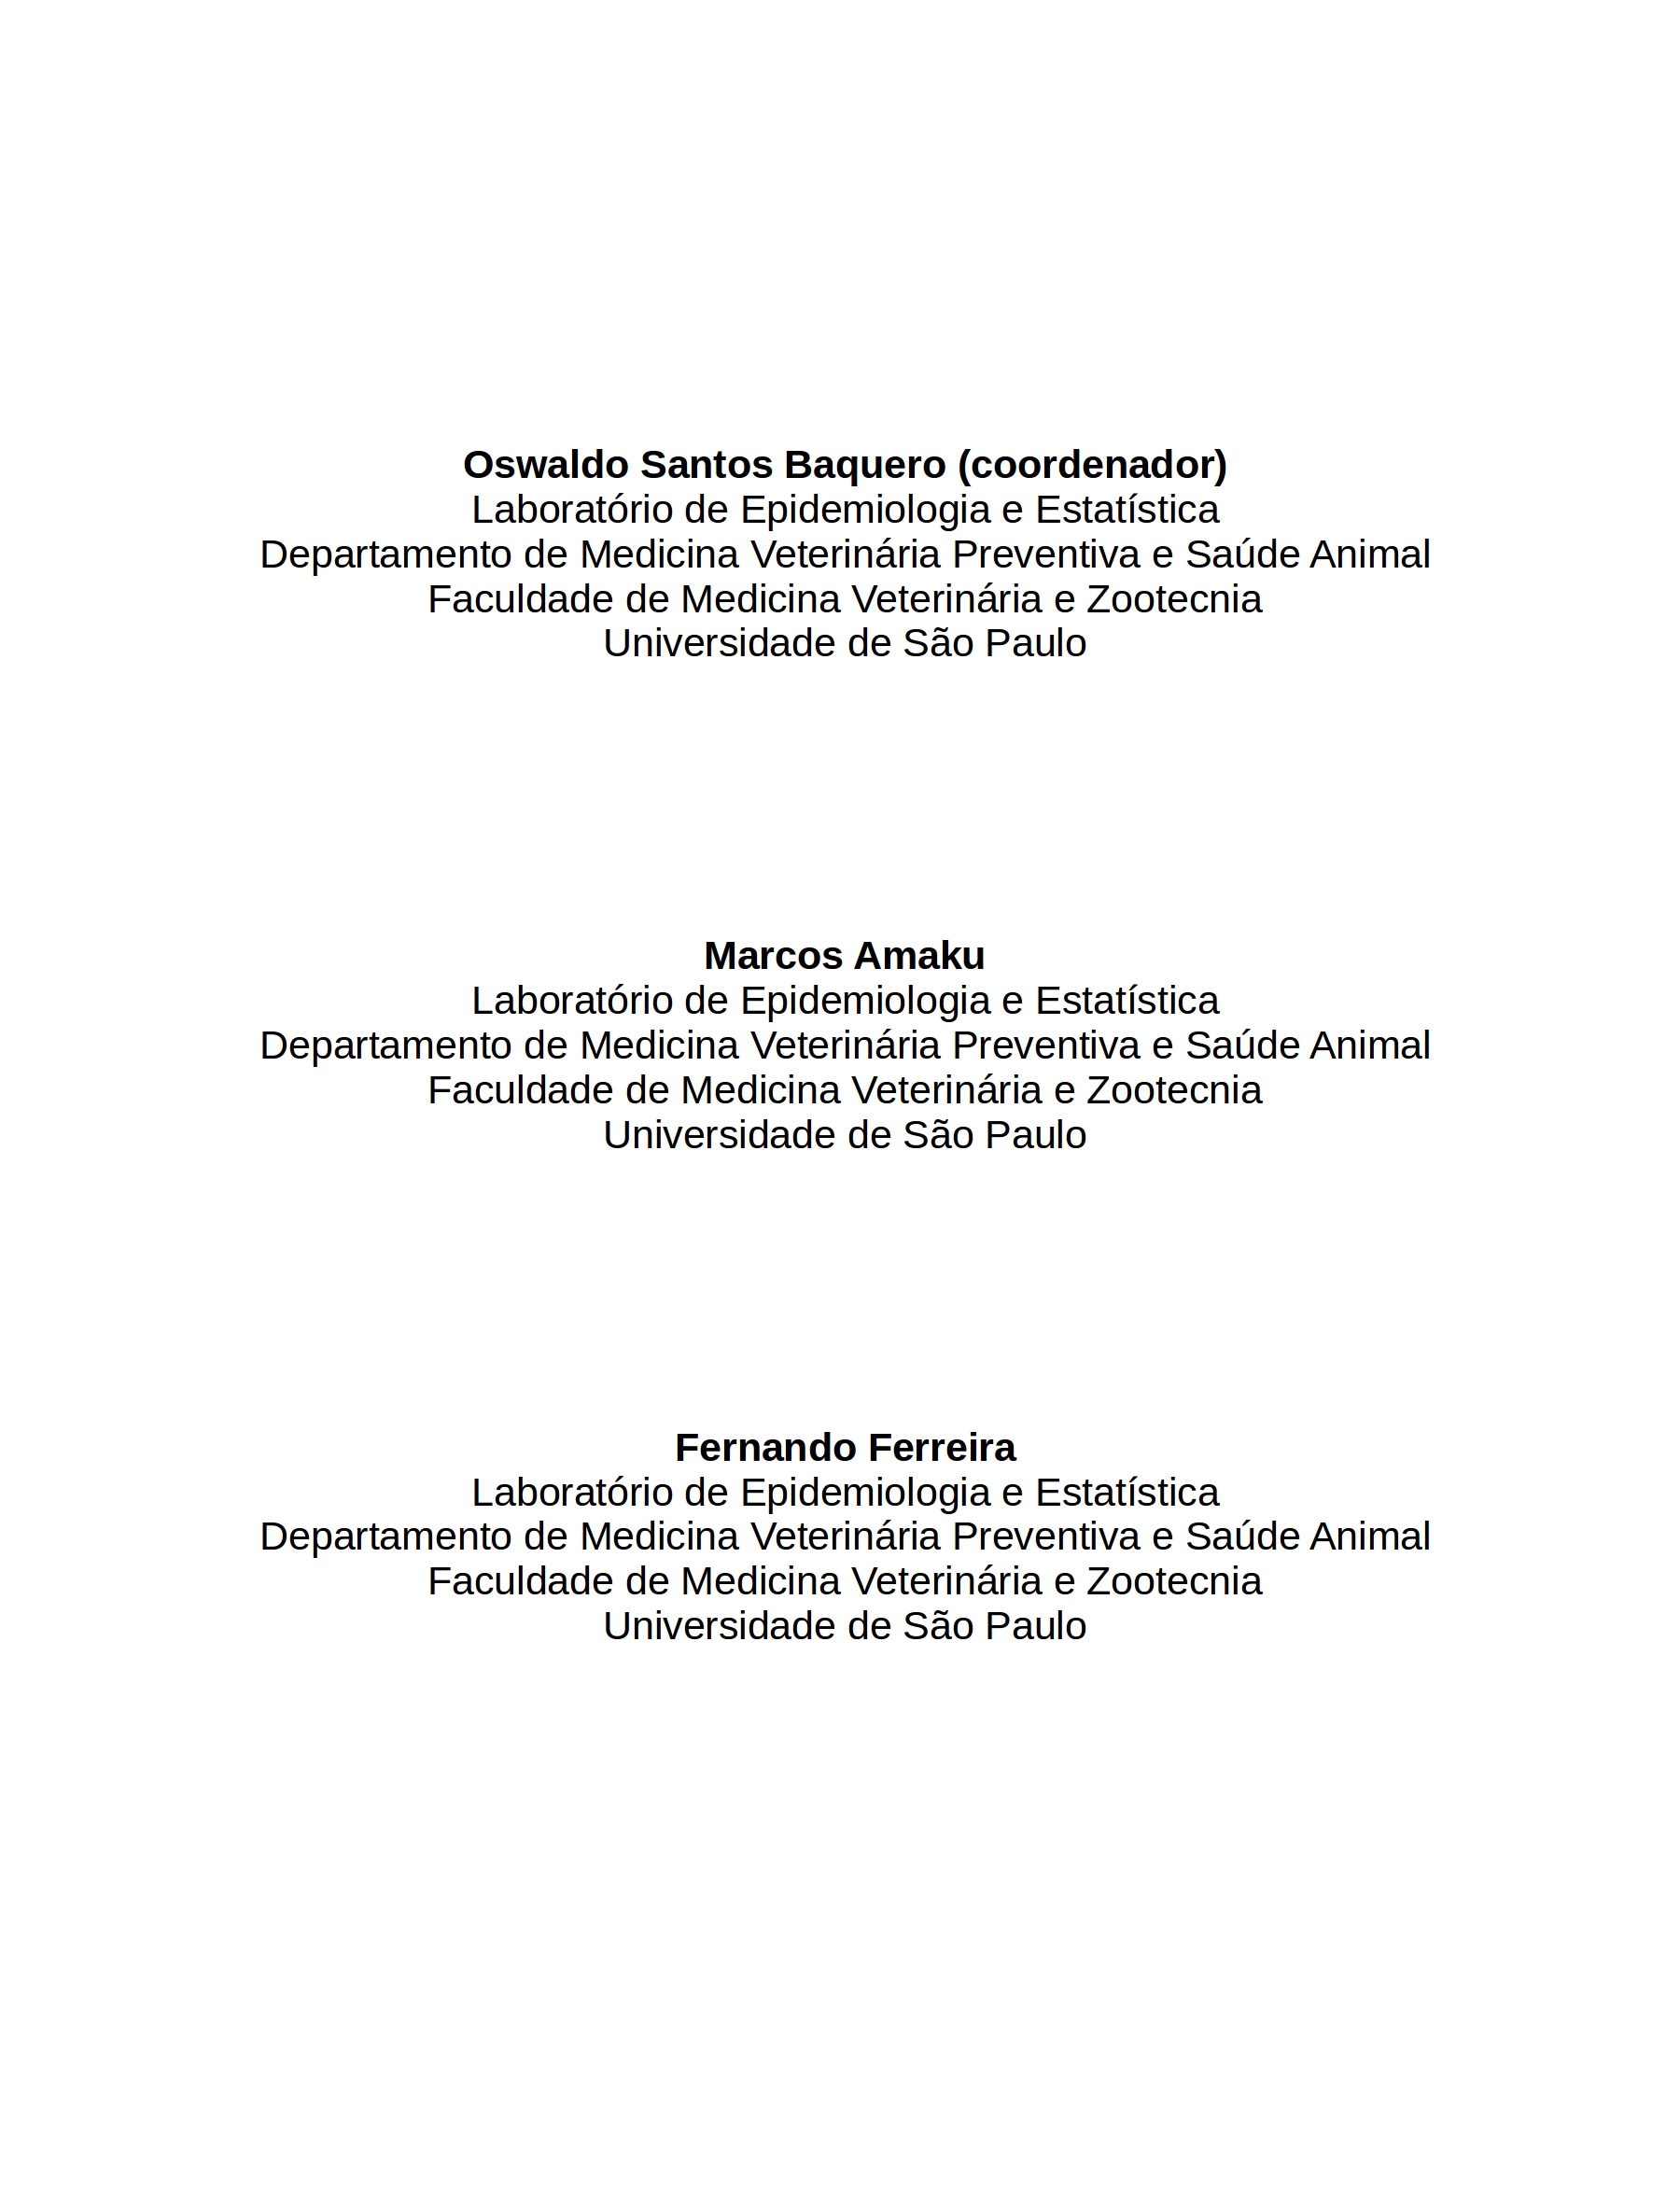 Oswaldo Santos Baquero (coordenador)
Laboratório de Epidemiologia e Estatística
Departamento de Medicina Veterinária Preventiva e Saúde Animal
Faculdade de Medicina Veterinária e Zootecnia
Universidade de São Paulo
Marcos Amaku
Laboratório de Epidemiologia e Estatística
Departamento de Medicina Veterinária Preventiva e Saúde Animal
Faculdade de Medicina Veterinária e Zootecnia
Universidade de São Paulo
Fernando Ferreira
Laboratório de Epidemiologia e Estatística
Departamento de Medicina Veterinária Preventiva e Saúde Animal
Faculdade de Medicina Veterinária e Zootecnia
Universidade de São Paulo